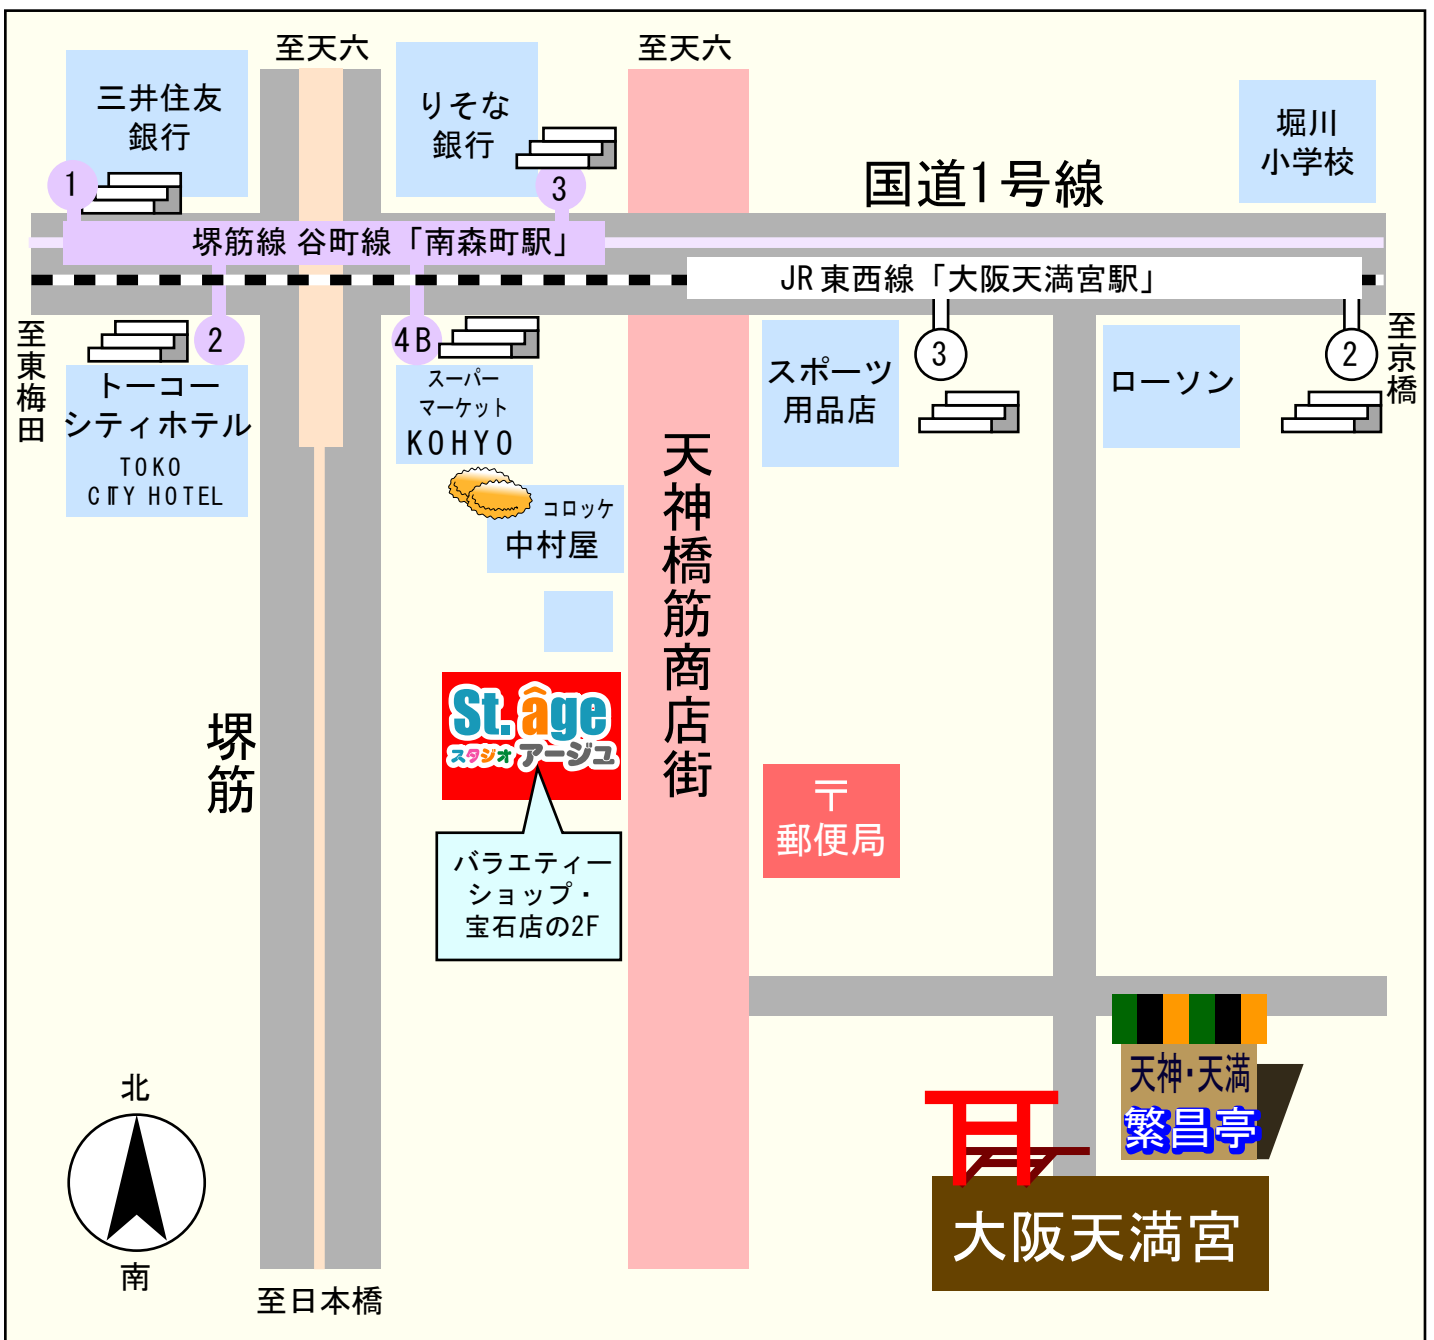 至天六
至天六
三井住友
銀行
りそな
銀行
堀川
小学校
国道1号線
1
3
堺筋線 谷町線「南森町駅」
JR東西線「大阪天満宮駅」
至東梅田
2
4B
3
2
至京橋
トーコー
シティホテル
TOKO
CITY HOTEL
スーパー
マーケット
KOHYO
スポーツ
用品店
ローソン
コロッケ
中村屋
天神橋筋商店街
堺筋
St. âge
スタジオ アージュ
バラエティー
ショップ・
宝石店の2F
〒
郵便局
天神・天満
繁昌亭
大阪天満宮
北
南
至日本橋